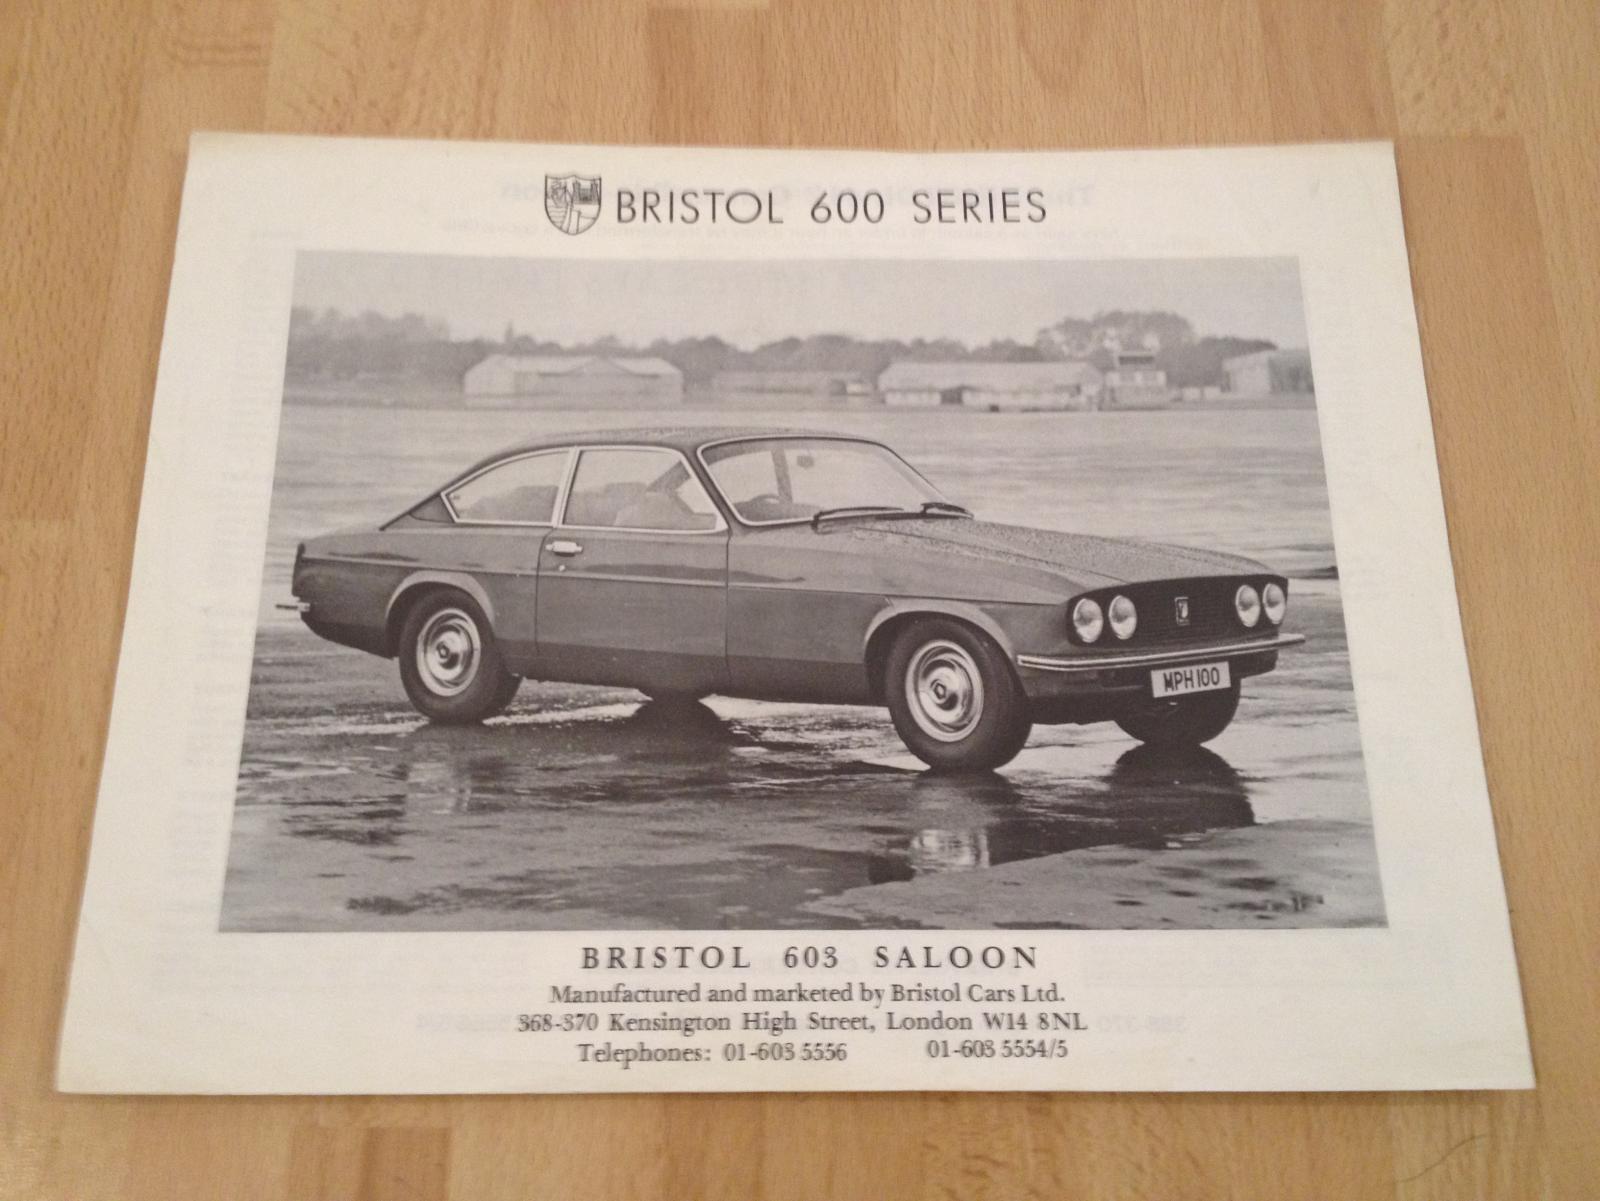 BRISTOL 600 SERIES
MPH 100
BRISTOL 603 SALOON
Manufactured and marketed by Bristol Cars Ltd.
368-370 Kensington High Street, London W14 8NL
Telephones: 01-603 5556 01-603 5554/5